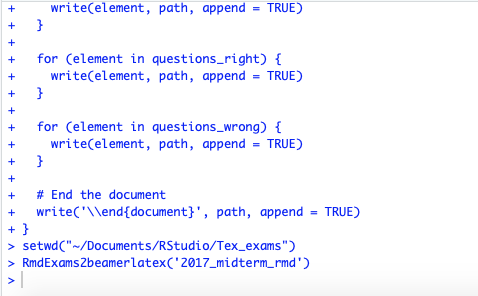 +     write(element, path, append = TRUE)
+   }
+
+   for (element in questions_right) {
+     write(element, path, append = TRUE)
+   }
+
+   for (element in questions_wrong) {
+     write(element, path, append = TRUE)
+   }
+
+   # End the document
+   write('\\end{document}', path, append = TRUE)
+ }
> setwd("~/Documents/RStudio/Tex_exams")
> RmdExams2beamerlatex('2017_midterm_rmd')
>